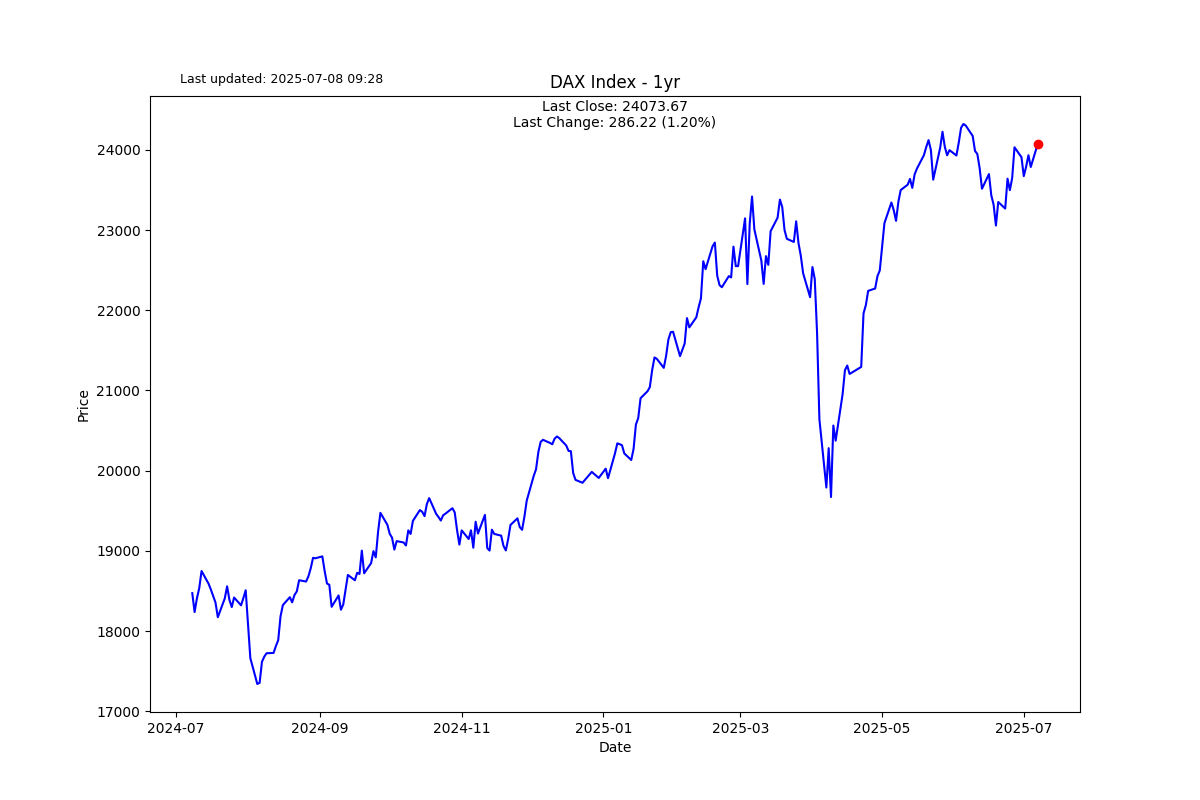 Last updated: 2025-07-08 09:28
DAX Index - 1yr
Last Close: 24073.67
Last Change: 286.22 (1.20%)
24000
23000
22000
21000
20000
19000
18000
17000
Price
2024-07
2024-09
2024-11
2025-01
2025-03
2025-05
2025-07
Date